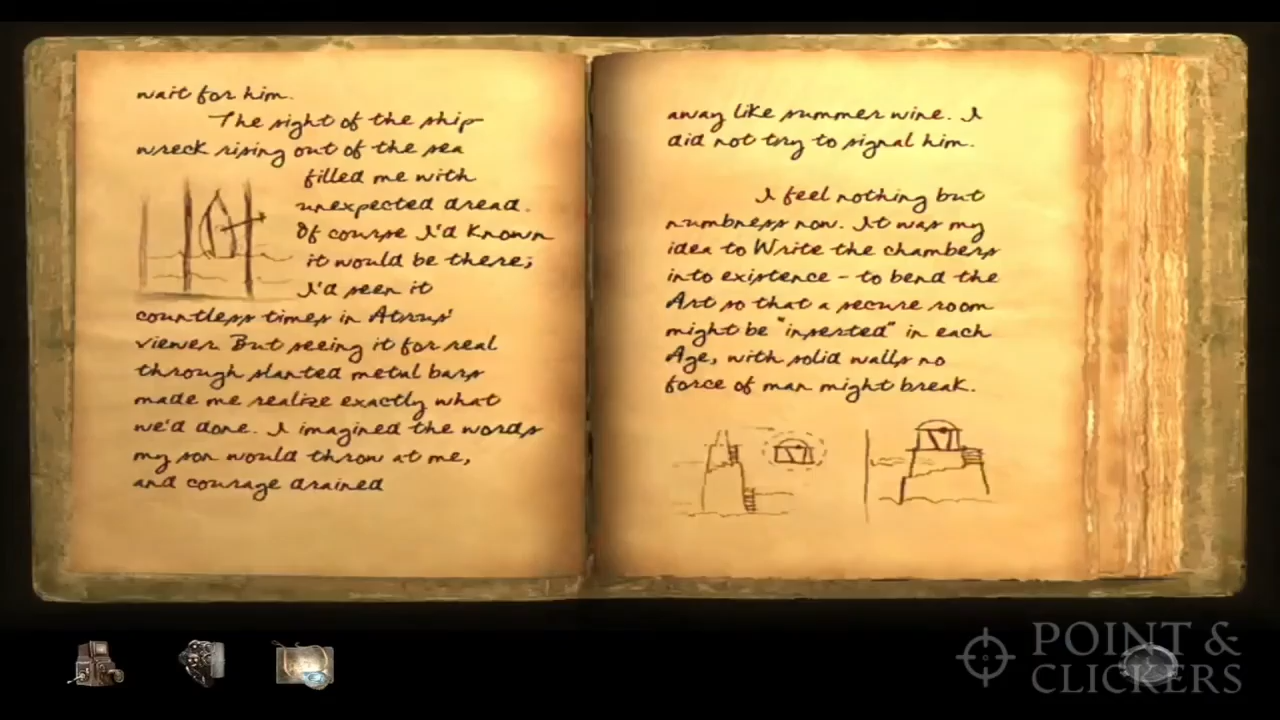 wait for him.
The sight of the ship
wreck rising out of the sea
filled me with
unexpected dread.
Of course I'd known
it would be there;
I'd seen it
countless times in Atrus'
viewer. But seeing it for real
through slanted metal bars
made me realize exactly what
we'd done. I imagined the words
my son would throw at me,
and courage drained
away like summer wine. I
did not try to signal him.
I feel nothing but
numbness now. It was my
idea to Write the chambers
into existence - to bend the
Art so that a secure room
might be "inserted" in each
Age, with solid walls no
force of man might break.
POINT &
CLICKERS